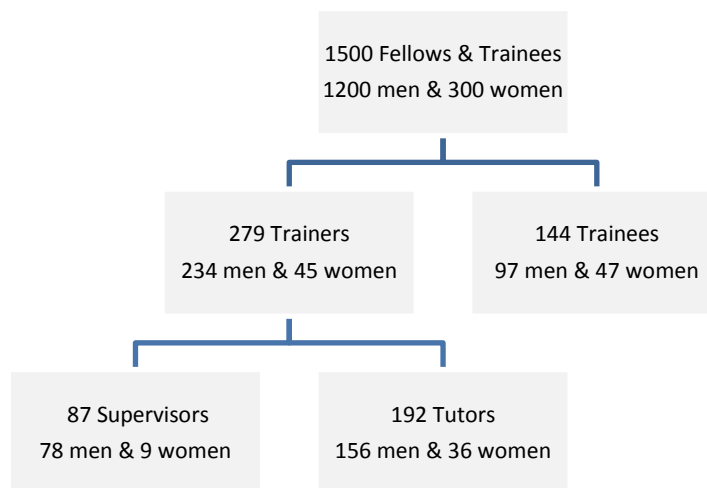 1500 Fellows & Trainees
1200 men & 300 women
279 Trainers
234 men & 45 women
144 Trainees
97 men & 47 women
87 Supervisors
78 men & 9 women
192 Tutors
156 men & 36 women